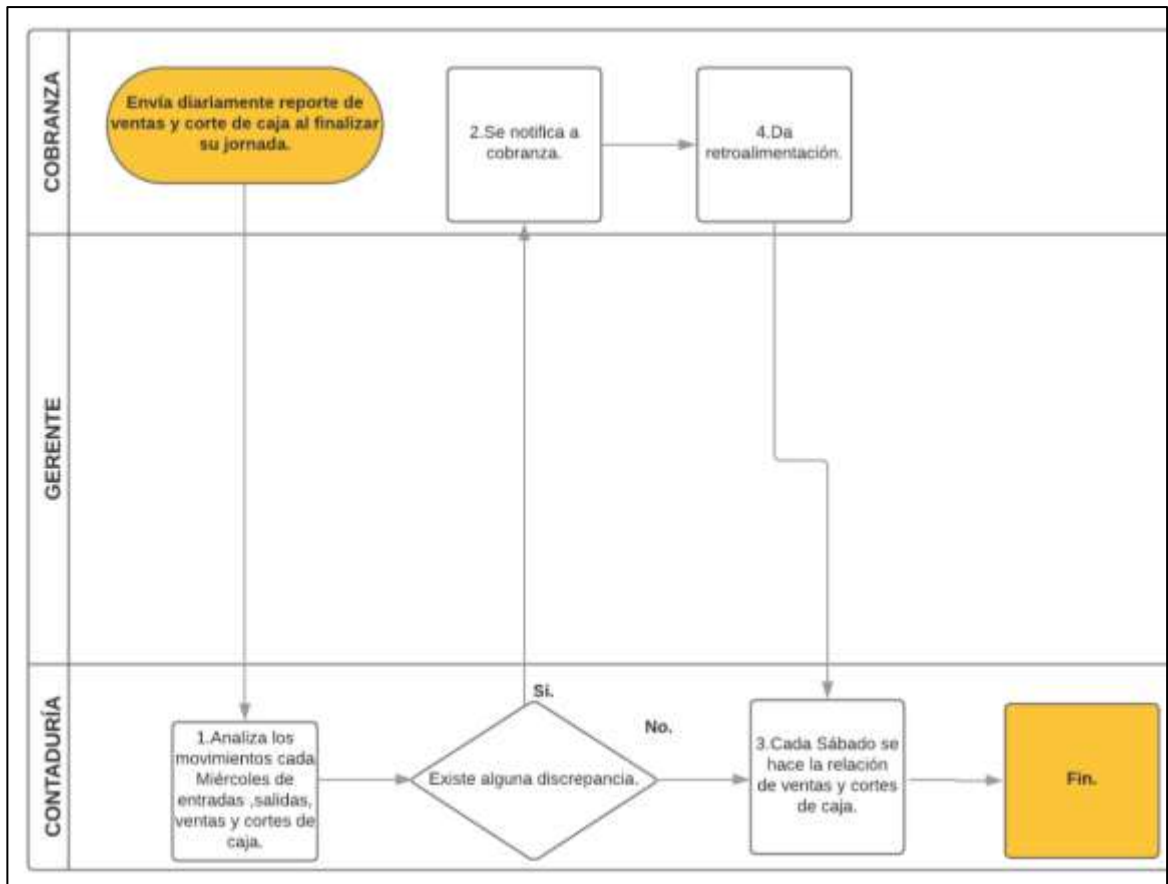 COBRANZA
Envía diariamente reporte de
ventas y corte de caja al finalizar
su jornada.
2.Se notifica a
cobranza.
4.Da
retroalimentación.
GERENTE
CONTADURÍA
1.Analiza los
movimientos cada
Miércoles de
entradas ,salidas,
ventas y cortes de
caja.
Si.
Existe alguna discrepancia.
No.
3.Cada Sábado se
hace la relación
de ventas y cortes
de caja.
Fin.